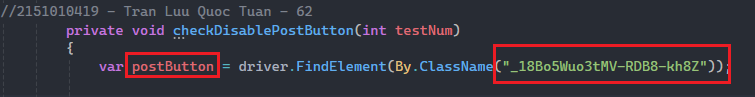 //2151010419 - Tran Luu Quoc Tuan - 62
private void checkDisablePostButton(int testNum)
{
var postButton = driver.FindElement(By.ClassName("_18Bo5Wuo3tMV-RDB8-kh8Z"));